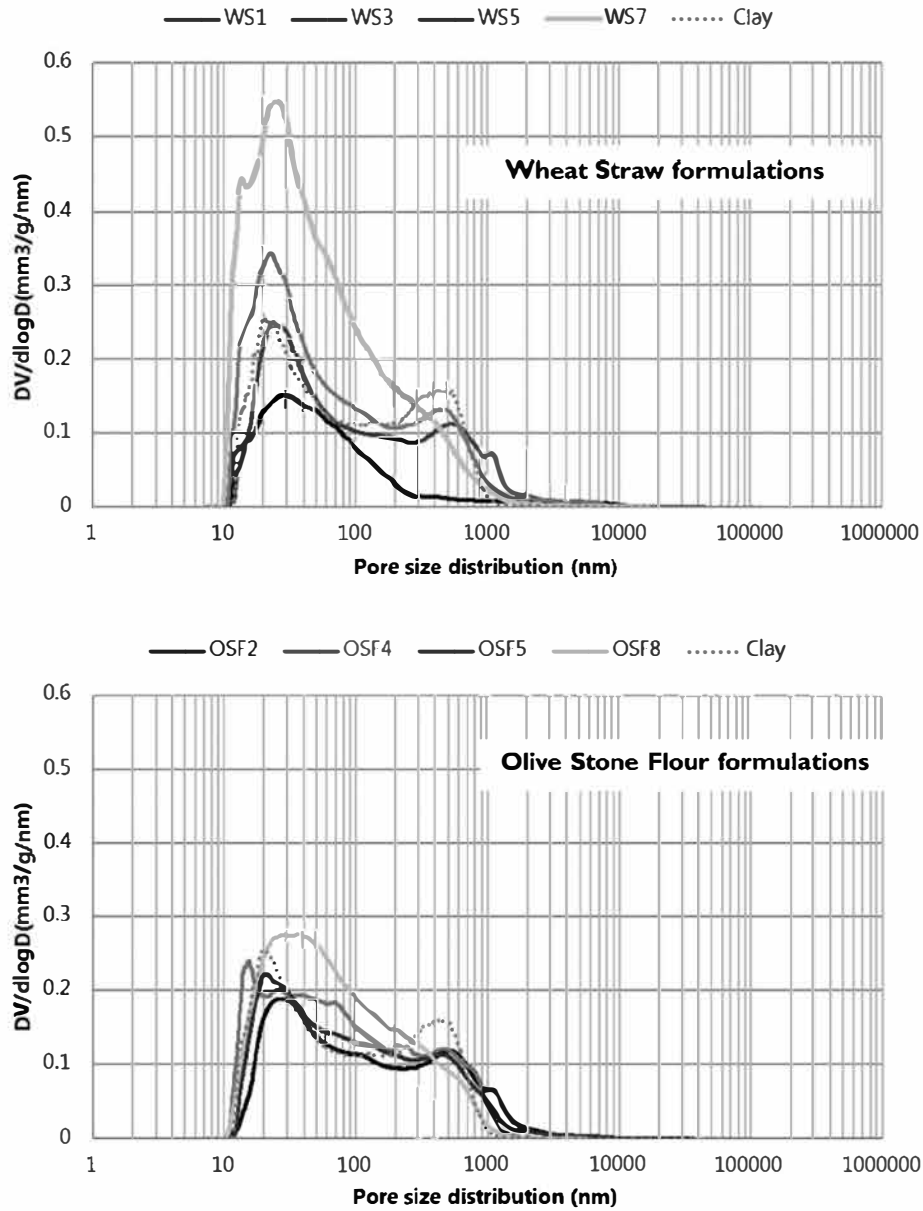 WS1 WS3 WS5 WS7 Clay
0.6
0.5
Wheat Straw formulations
0.4
0.3
0.2
0.1
0
DV/dlogD(mm3/g/nm)
1 10 100 1000 10000 100000 1000000
Pore size distribution (nm)
OSF2 OSF4 OSF5 OSF8 Clay
0.6
Olive Stone Flour formulations
0.5
0.4
0.3
0.2
0.1
0
DV/dlogD(mm3/g/nm)
1 10 100 1000 10000 100000 1000000
Pore size distribution (nm)